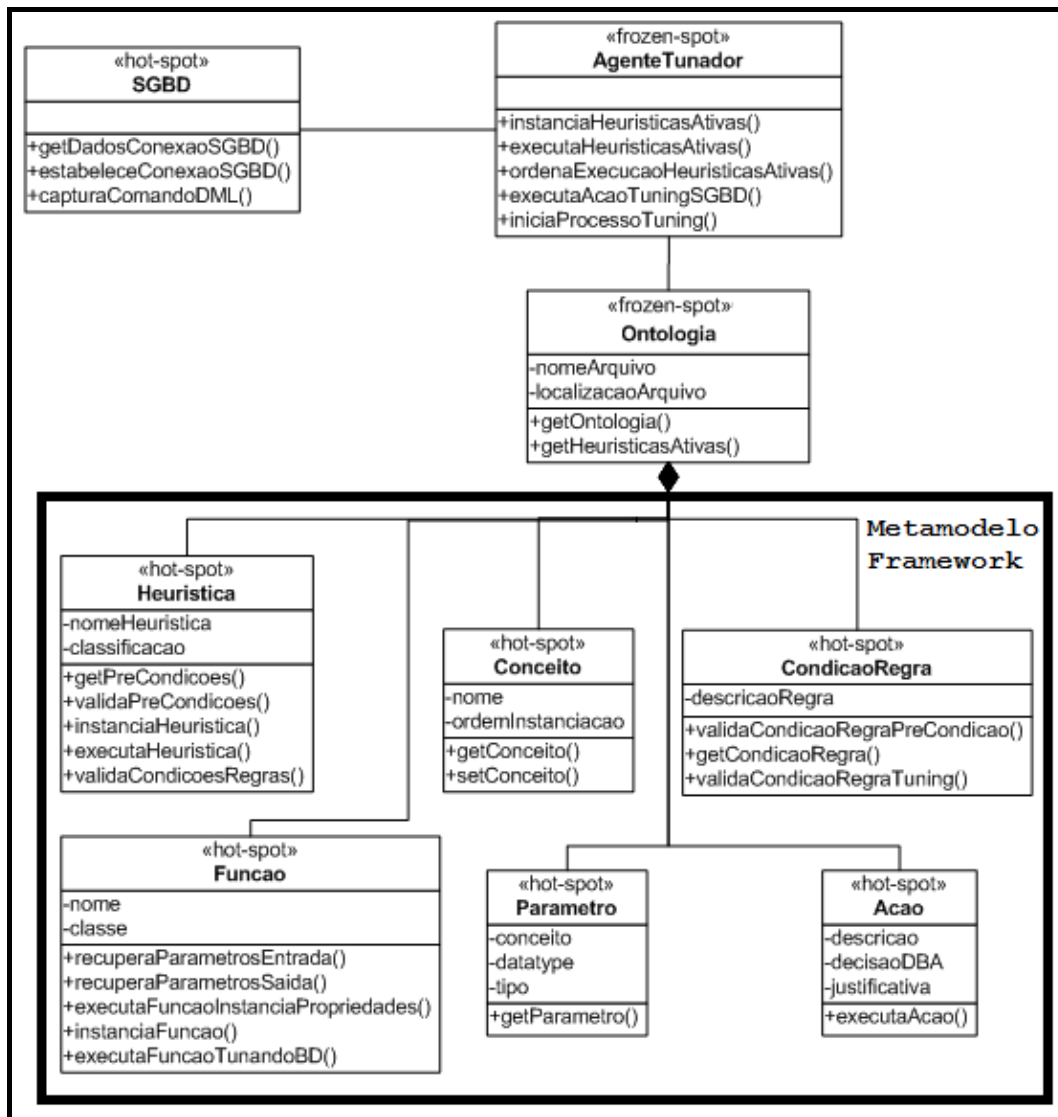 «hot-spot»
SGBD
+getDadosConexaoSGBD()
+estabeleceConexaoSGBD()
+capturaComandoDML()
«frozen-spot»
AgenteTunador
+instanciaHeuristicasAtivas()
+executaHeuristicasAtivas()
+ordenaExecucaoHeuristicasAtivas()
+executaAcaoTuningSGBD()
+iniciaProcessoTuning()
«frozen-spot»
Ontologia
-nomeArquivo
-localizacaoArquivo
+getOntologia()
+getHeuristicasAtivas()
Metamodelo
Framework
«hot-spot»
Heuristica
-nomeHeuristica
-classificacao
+getPreCondicoes()
+validaPreCondicoes()
+instanciaHeuristica()
+executaHeuristica()
+validaCondicoesRegras()
«hot-spot»
Conceito
-nome
-ordemInstanciacao
+getConceito()
+setConceito()
«hot-spot»
CondicaoRegra
-descricaoRegra
+validaCondicaoRegraPreCondicao()
+getCondicaoRegra()
+validaCondicaoRegraTuning()
«hot-spot»
Funcao
-nome
-classe
+recuperaParametrosEntrada()
+recuperaParametrosSaida()
+executaFuncaoInstanciaPropriedades()
+instanciaFuncao()
+executaFuncaoTunandoBD()
«hot-spot»
Parametro
-conceito
-datatype
-tipo
+getParametro()
«hot-spot»
Acao
-descricao
-decisaoDBA
-justificativa
+executaAcao()